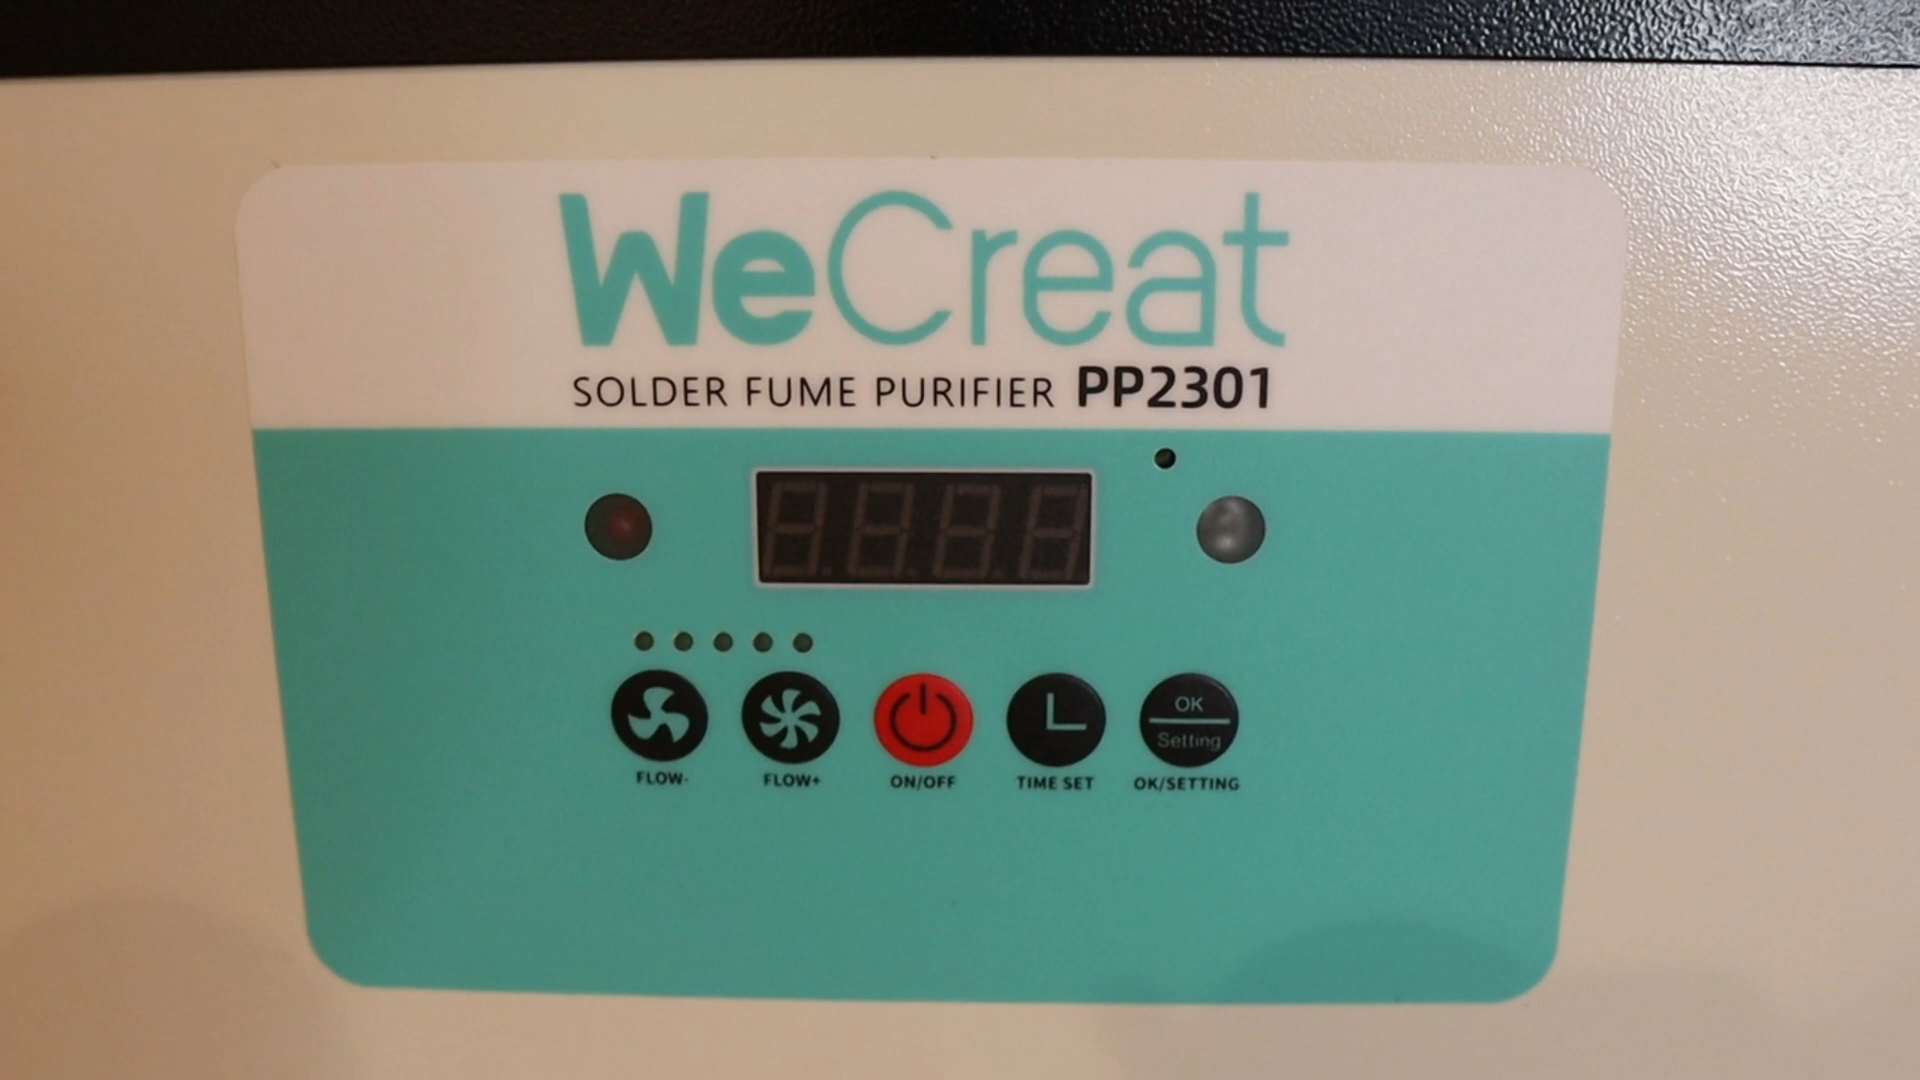 WeCreat
SOLDER FUME PURIFIER PP2301
OK
Setting
FLOW-
FLOW+
ON/OFF
TIME SET
OK/SETTING